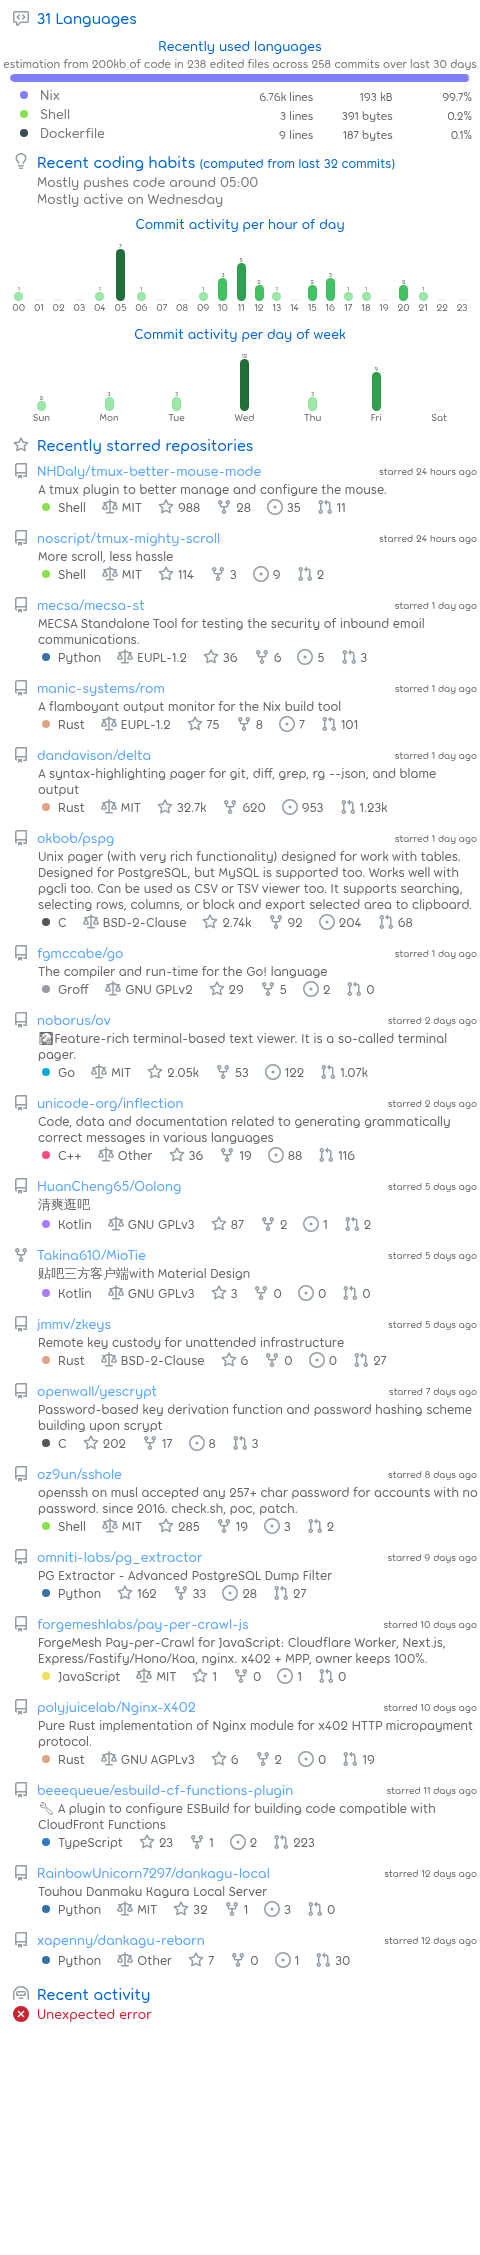 31 Languages
Recently used languages
estimation from 200kb of code in 238 edited files across 258 commits over last 30 days
Nix 6.76k lines 193 kB 99.7%
Shell 3 lines 391 bytes 0.2%
Dockerfile 9 lines 187 bytes 0.1%
Recent coding habits (computed from last 32 commits)
Mostly pushes code around 05:00
Mostly active on Wednesday
Commit activity per hour of day
1 1 7 1 1 3 5 2 1 2 3 1 1 2 1
00 01 02 03 04 05 06 07 08 09 10 11 12 13 14 15 16 17 18 19 20 21 22 23
Commit activity per day of week
2 3 3 12 3 9
Sun Mon Tue Wed Thu Fri Sat
Recently starred repositories
NHDaly/tmux-better-mouse-mode starred 24 hours ago
A tmux plugin to better manage and configure the mouse.
Shell MIT 988 28 35 11
noscript/tmux-mighty-scroll starred 24 hours ago
More scroll, less hassle
Shell MIT 114 3 9 2
mecsa/mecsa-st starred 1 day ago
MECSA Standalone Tool for testing the security of inbound email
communications.
Python EUPL-1.2 36 6 5 3
manic-systems/rom starred 1 day ago
A flamboyant output monitor for the Nix build tool
Rust EUPL-1.2 75 8 7 101
dandavison/delta starred 1 day ago
A syntax-highlighting pager for git, diff, grep, rg --json, and blame
output
Rust MIT 32.7k 620 953 1.23k
okbob/pspg starred 1 day ago
Unix pager (with very rich functionality) designed for work with tables.
Designed for PostgreSQL, but MySQL is supported too. Works well with
pgcli too. Can be used as CSV or TSV viewer too. It supports searching,
selecting rows, columns, or block and export selected area to clipboard.
C BSD-2-Clause 2.74k 92 204 68
fgmccabe/go starred 1 day ago
The compiler and run-time for the Go! language
Groff GNU GPLv2 29 5 2 0
noborus/ov starred 2 days ago
Feature-rich terminal-based text viewer. It is a so-called terminal
pager.
Go MIT 2.05k 53 122 1.07k
unicode-org/inflection starred 2 days ago
Code, data and documentation related to generating grammatically
correct messages in various languages
C++ Other 36 19 88 116
HuanCheng65/Oolong starred 5 days ago
清爽逛吧
Kotlin GNU GPLv3 87 2 1 2
Takina610/MioTie starred 5 days ago
贴吧三方客户端with Material Design
Kotlin GNU GPLv3 3 0 0 0
jmmv/zkeys starred 5 days ago
Remote key custody for unattended infrastructure
Rust BSD-2-Clause 6 0 0 27
openwall/yescrypt starred 7 days ago
Password-based key derivation function and password hashing scheme
building upon scrypt
C 202 17 8 3
oz9un/sshole starred 8 days ago
openssh on musl accepted any 257+ char password for accounts with no
password. since 2016. check.sh, poc, patch.
Shell MIT 285 19 3 2
omniti-labs/pg_extractor starred 9 days ago
PG Extractor - Advanced PostgreSQL Dump Filter
Python 162 33 28 27
forgemeshlabs/pay-per-crawl-js starred 10 days ago
ForgeMesh Pay-per-Crawl for JavaScript: Cloudflare Worker, Next.js,
Express/Fastify/Hono/Koa, nginx. x402 + MPP, owner keeps 100%.
JavaScript MIT 1 0 1 0
polyjuicelab/Nginx-X402 starred 10 days ago
Pure Rust implementation of Nginx module for x402 HTTP micropayment
protocol.
Rust GNU AGPLv3 6 2 0 19
beeequeue/esbuild-cf-functions-plugin starred 11 days ago
🔧 A plugin to configure ESBuild for building code compatible with
CloudFront Functions
TypeScript 23 1 2 223
RainbowUnicorn7297/dankagu-local starred 12 days ago
Touhou Danmaku Kagura Local Server
Python MIT 32 1 3 0
xapenny/dankagu-reborn starred 12 days ago
Python Other 7 0 1 30
Recent activity
Unexpected error